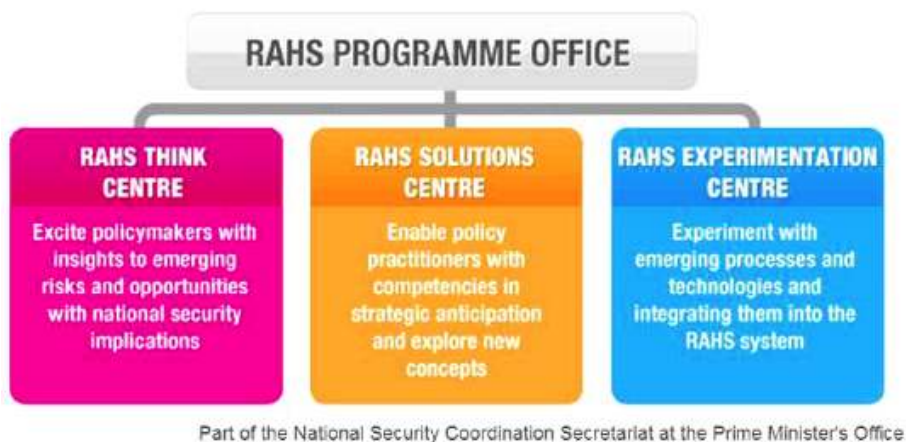 RAHS PROGRAMME OFFICE
RAHS THINK
CENTRE
Excite policymakers with
insights to emerging
risks and opportunities
with national security
implications
RAHS SOLUTIONS
CENTRE
Enable policy
practitioners with
competencies in
strategic anticipation
and explore new
concepts
RAHS EXPERIMENTATION
CENTRE
Experiment with
emerging processes and
technologies and
integrating them into the
RAHS system
Part of the National Security Coordination Secretariat at the Prime Minister's Office